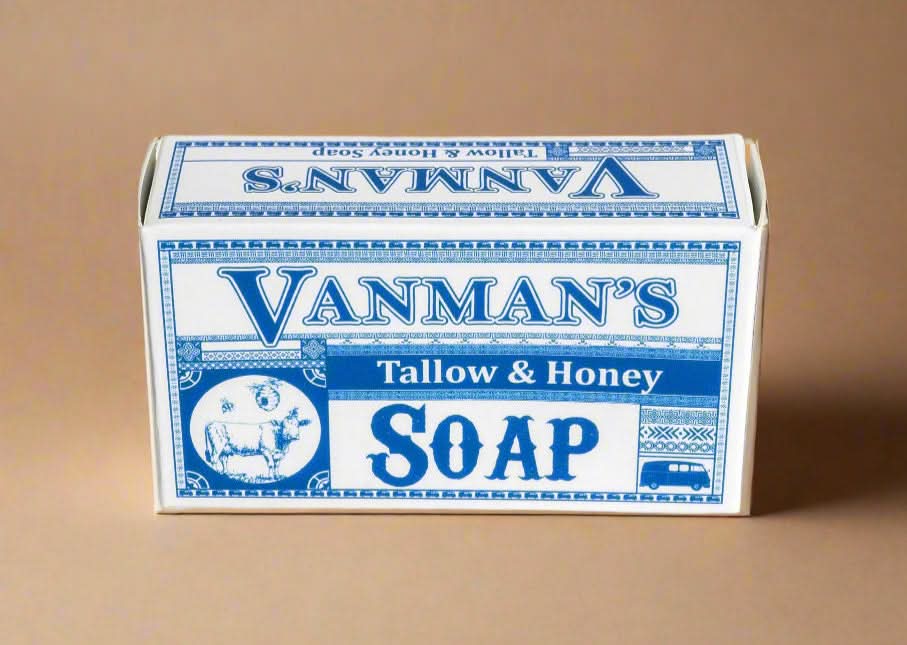 Tallow & Honey Soap
VANMAN'S
VANMAN'S
Tallow & Honey
SOAP